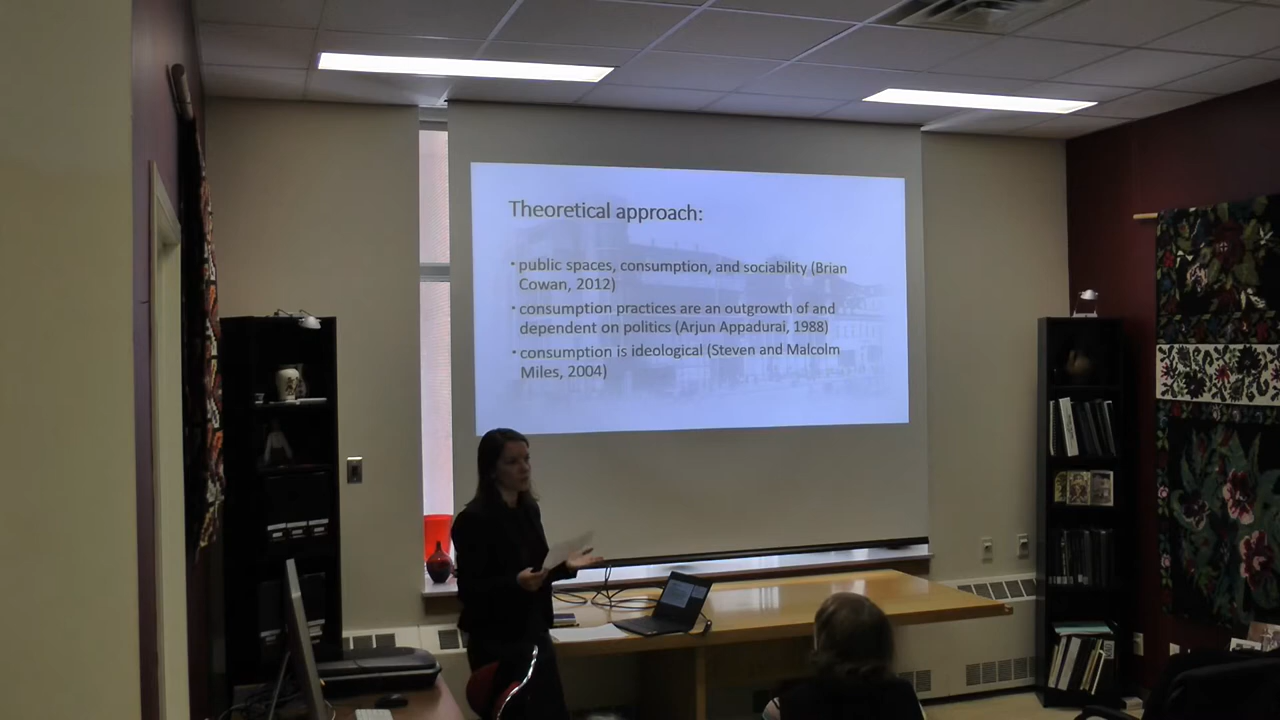 Theoretical approach:
• public spaces, consumption, and sociability (Brian
Cowan, 2012)
• consumption practices are an outgrowth of and
dependent on politics (Arjun Appadurai, 1988)
• consumption is ideological (Steven and Malcolm
Miles, 2004)